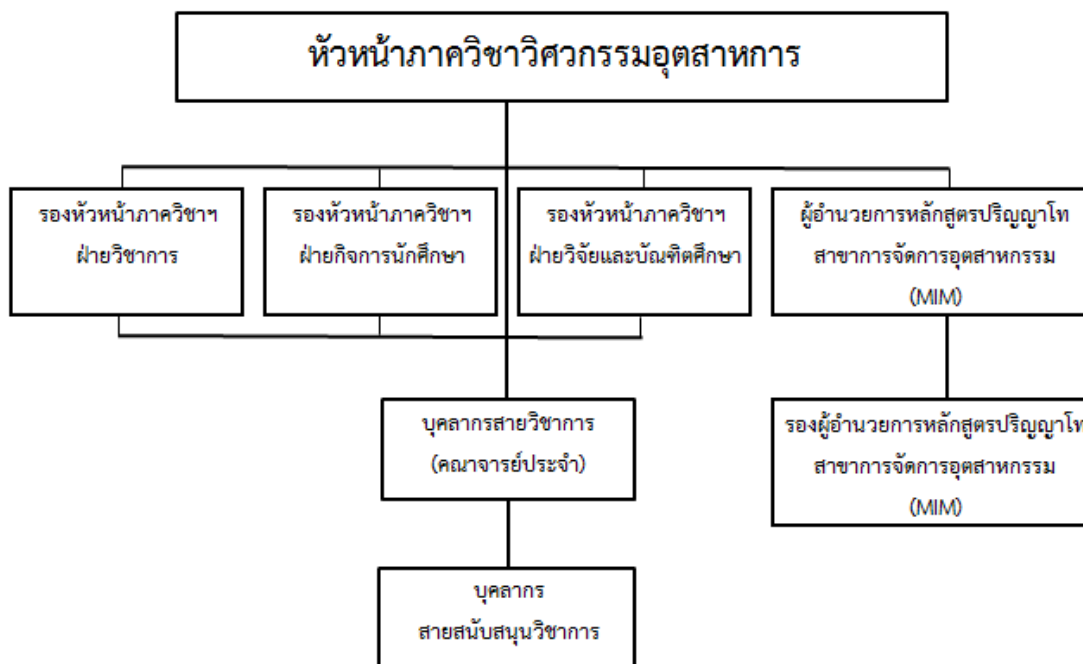 หัวหน้าภาควิชาวิศวกรรมอุตสาหการ
รองหัวหน้าภาควิชาฯ
ฝ่ายวิชาการ
รองหัวหน้าภาควิชาฯ
ฝ่ายกิจการนักศึกษา
รองหัวหน้าภาควิชาฯ
ฝ่ายวิจัยและบัณฑิตศึกษา
ผู้อำนวยการหลักสูตรปริญญาโท
สาขาการจัดการอุตสาหกรรม
(MIM)
บุคลากรสายวิชาการ
(คณาจารย์ประจำ)
รองผู้อำนวยการหลักสูตรปริญญาโท
สาขาการจัดการอุตสาหกรรม
(MIM)
บุคลากร
สายสนับสนุนวิชาการ